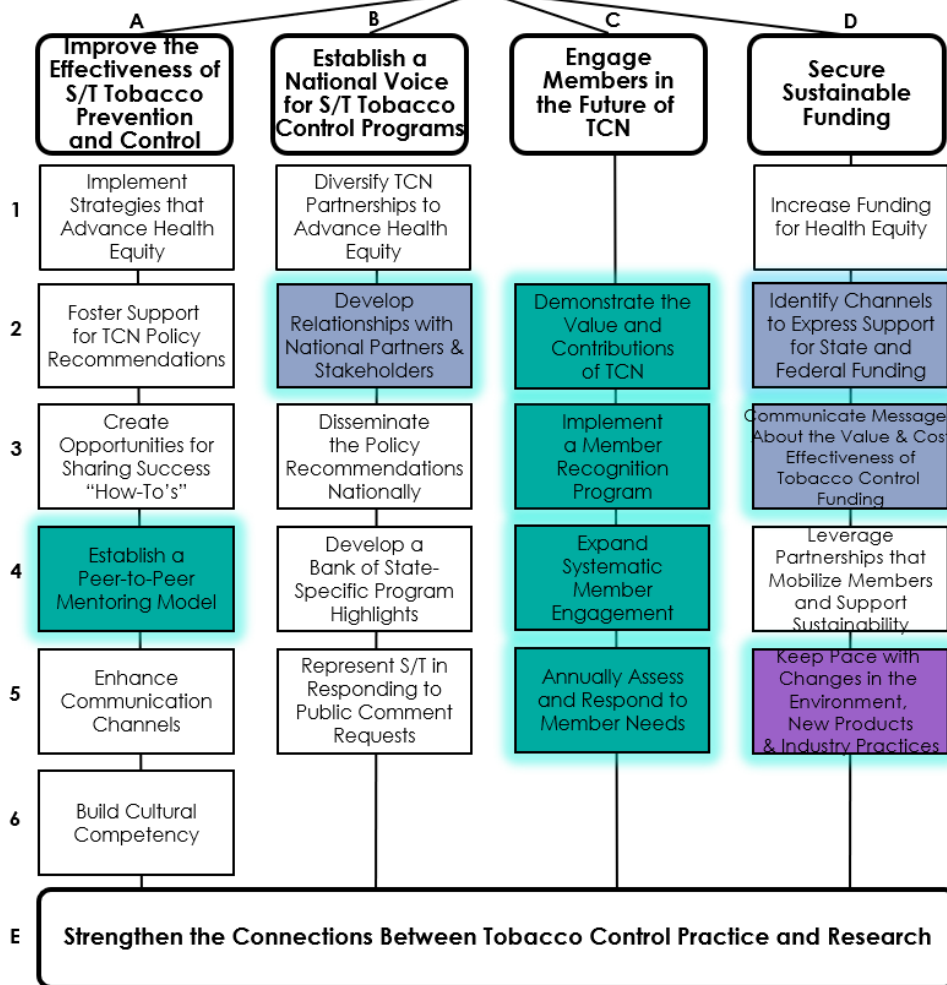 A
B
C
D
Improve the
Effectiveness of
S/T Tobacco
Prevention
and Control
Establish a
National Voice
for S/T Tobacco
Control Programs
Engage
Members in
the Future of
TCN
Secure
Sustainable
Funding
1
Implement
Strategies that
Advance Health
Equity
Diversify TCN
Partnerships to
Advance Health
Equity
Increase Funding
for Health Equity
2
Foster Support
for TCN Policy
Recommendations
Develop
Relationships with
National Partners &
Stakeholders
Demonstrate the
Value and
Contributions
of TCN
Identify Channels
to Express Support
for State and
Federal Funding
3
Create
Opportunities for
Sharing Success
“How-To’s”
Disseminate
the Policy
Recommendations
Nationally
Implement
a Member
Recognition
Program
Communicate Messages
About the Value & Cost
Effectiveness of
Tobacco Control
Funding
4
Establish a
Peer-to-Peer
Mentoring Model
Develop a
Bank of State-
Specific Program
Highlights
Expand
Systematic
Member
Engagement
Leverage
Partnerships that
Mobilize Members
and Support
Sustainability
5
Enhance
Communication
Channels
Represent S/T in
Responding to
Public Comment
Requests
Annually Assess
and Respond to
Member Needs
Keep Pace with
Changes in the
Environment,
New Products
& Industry Practices
6
Build Cultural
Competency
E
Strengthen the Connections Between Tobacco Control Practice and Research